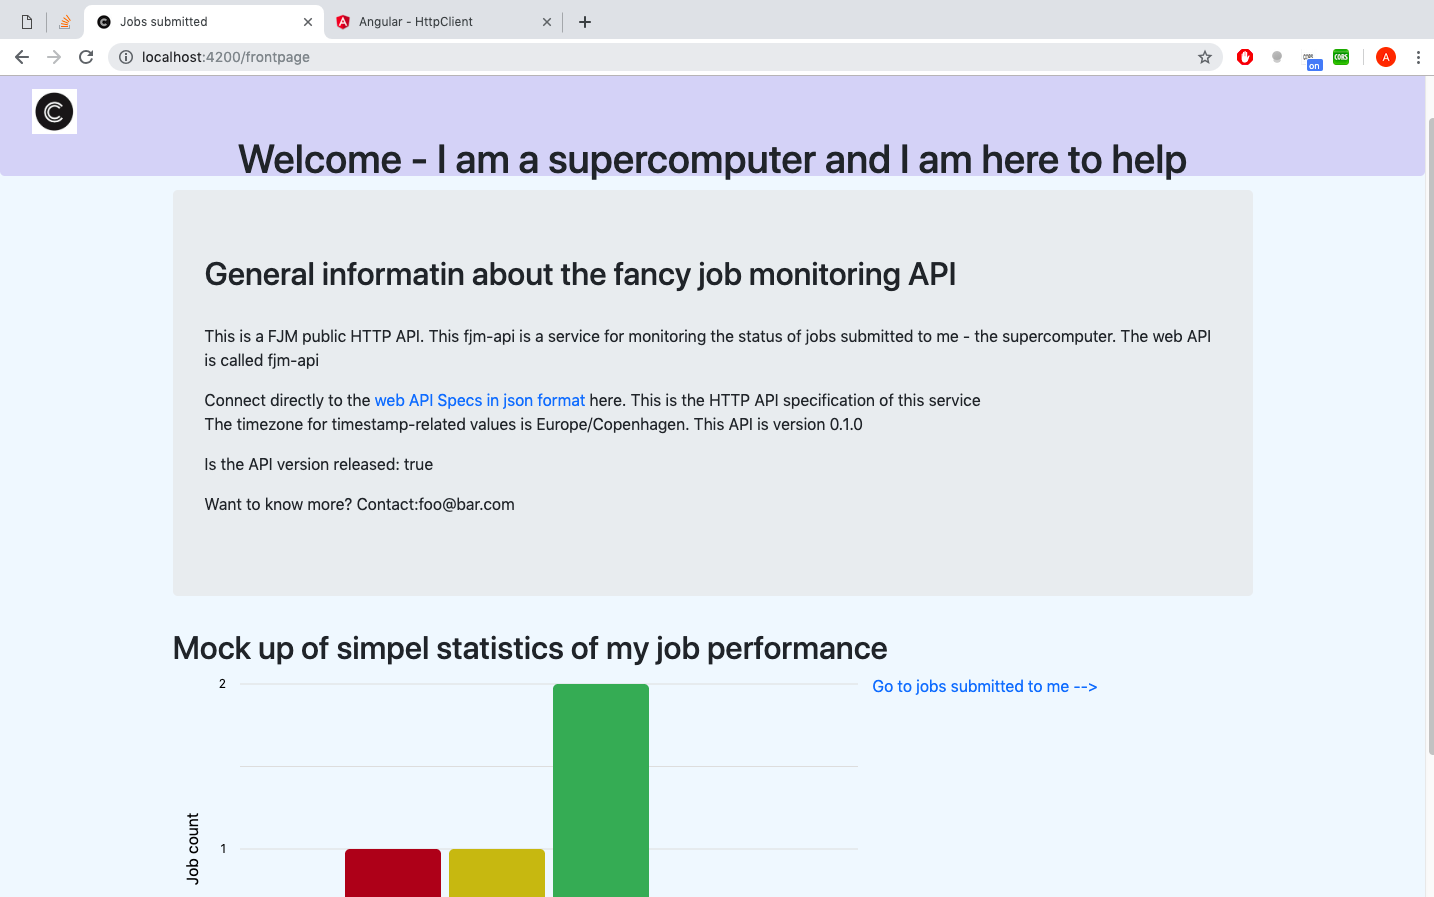 Jobs submitted
Angular - HttpClient
localhost:4200/frontpage
on
CORS
A
Welcome - I am a supercomputer and I am here to help
General informatin about the fancy job monitoring API
This is a FJM public HTTP API. This fjm-api is a service for monitoring the status of jobs submitted to me - the supercomputer. The web API
is called fjm-api
Connect directly to the web API Specs in json format here. This is the HTTP API specification of this service
The timezone for timestamp-related values is Europe/Copenhagen. This API is version 0.1.0
Is the API version released: true
Want to know more? Contact:foo@bar.com
Mock up of simpel statistics of my job performance
2
Go to jobs submitted to me -->
Job count
1